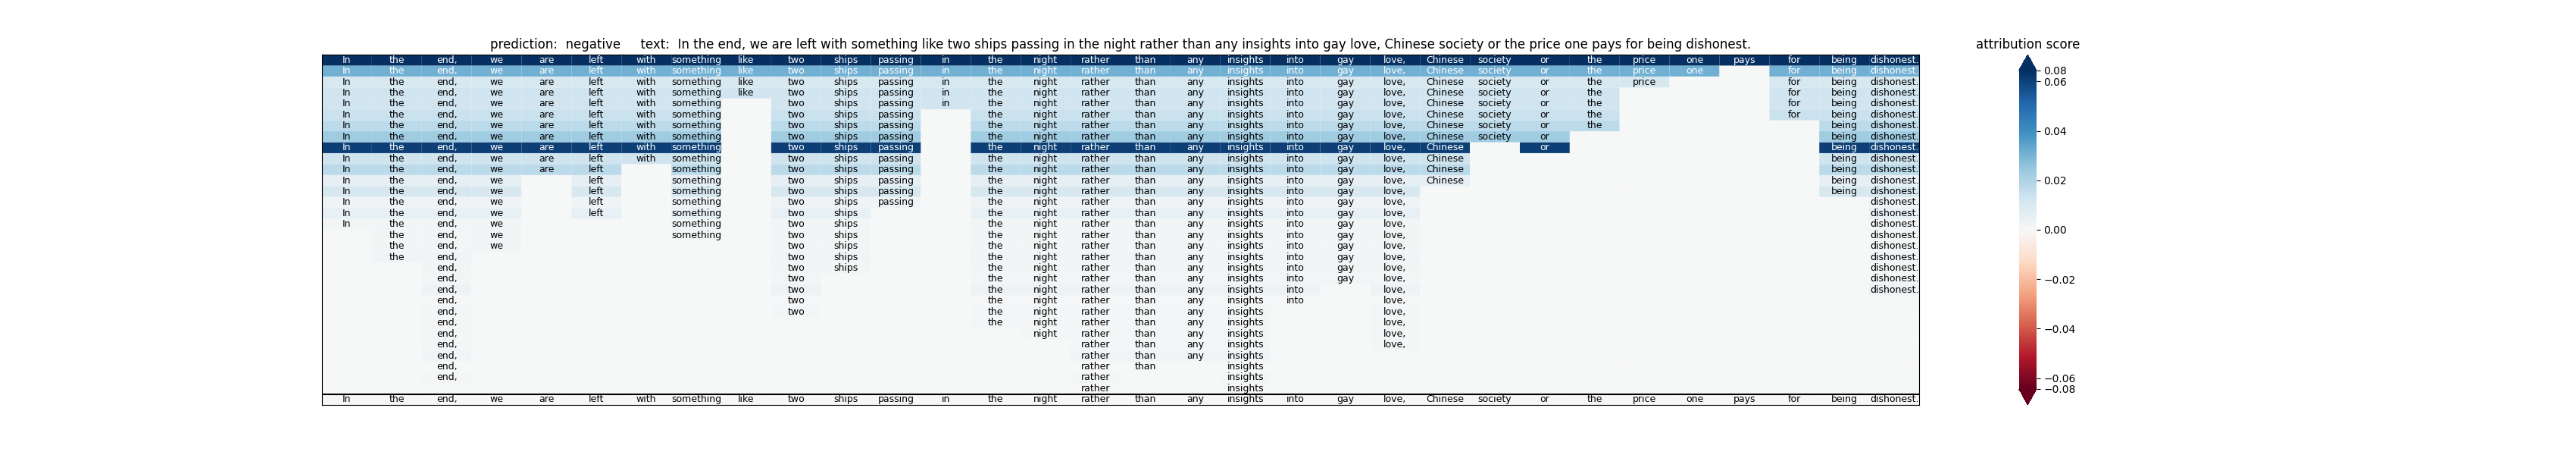 prediction: negative text: In the end, we are left with something like two ships passing in the night rather than any insights into gay love, Chinese society or the price one pays for being dishonest.
attribution score
In the end, we are left with something like two ships passing in the night rather than any insights into gay love, Chinese society or the price one pays for being dishonest.
In the end, we are left with something like two ships passing in the night rather than any insights into gay love, Chinese society or the price one for being dishonest.
In the end, we are left with something like two ships passing in the night rather than any insights into gay love, Chinese society or the price for being dishonest.
In the end, we are left with something like two ships passing in the night rather than any insights into gay love, Chinese society or the for being dishonest.
In the end, we are left with something two ships passing in the night rather than any insights into gay love, Chinese society or the for being dishonest.
In the end, we are left with something two ships passing the night rather than any insights into gay love, Chinese society or the for being dishonest.
In the end, we are left with something two ships passing the night rather than any insights into gay love, Chinese society or the being dishonest.
In the end, we are left with something two ships passing the night rather than any insights into gay love, Chinese society or being dishonest.
In the end, we are left with something two ships passing the night rather than any insights into gay love, Chinese or being dishonest.
In the end, we are left with something two ships passing the night rather than any insights into gay love, Chinese being dishonest.
In the end, we are left something two ships passing the night rather than any insights into gay love, Chinese being dishonest.
In the end, we left something two ships passing the night rather than any insights into gay love, Chinese being dishonest.
In the end, we left something two ships passing the night rather than any insights into gay love, being dishonest.
In the end, we left something two ships passing the night rather than any insights into gay love, dishonest.
In the end, we left something two ships the night rather than any insights into gay love, dishonest.
In the end, we something two ships the night rather than any insights into gay love, dishonest.
the end, we something two ships the night rather than any insights into gay love, dishonest.
the end, we two ships the night rather than any insights into gay love, dishonest.
the end, two ships the night rather than any insights into gay love, dishonest.
end, two ships the night rather than any insights into gay love, dishonest.
end, two the night rather than any insights into gay love, dishonest.
end, two the night rather than any insights into love, dishonest.
end, two the night rather than any insights into love,
end, two the night rather than any insights love,
end, the night rather than any insights love,
end, night rather than any insights love,
end, rather than any insights love,
end, rather than any insights
end, rather than insights
end, rather insights
rather insights
In the end, we are left with something like two ships passing in the night rather than any insights into gay love, Chinese society or the price one pays for being dishonest.
0.08
0.06
0.04
0.02
0.00
−0.02
−0.04
−0.06
−0.08